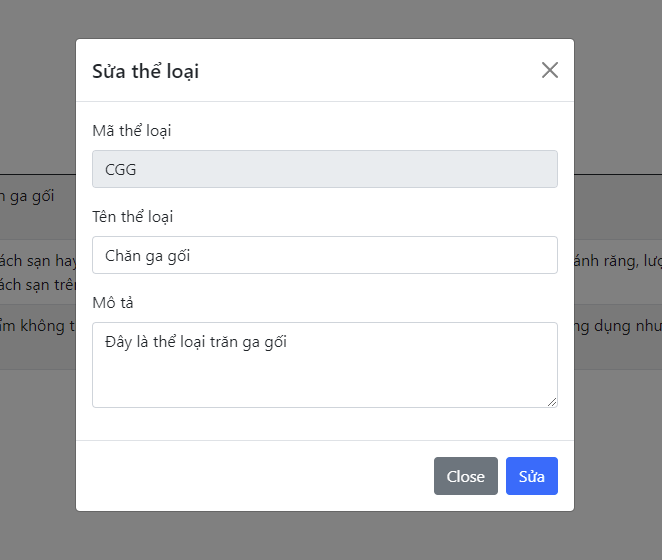 Sửa thể loại
Mã thể loại
CGG
n ga gối
Tên thể loại
Chăn ga gối
ách sạn hay
ánh răng, lượ
ách sạn trên
Mô tả
ẩm không t
ng dụng như
Đây là thể loại trăn ga gối
Close
Sửa